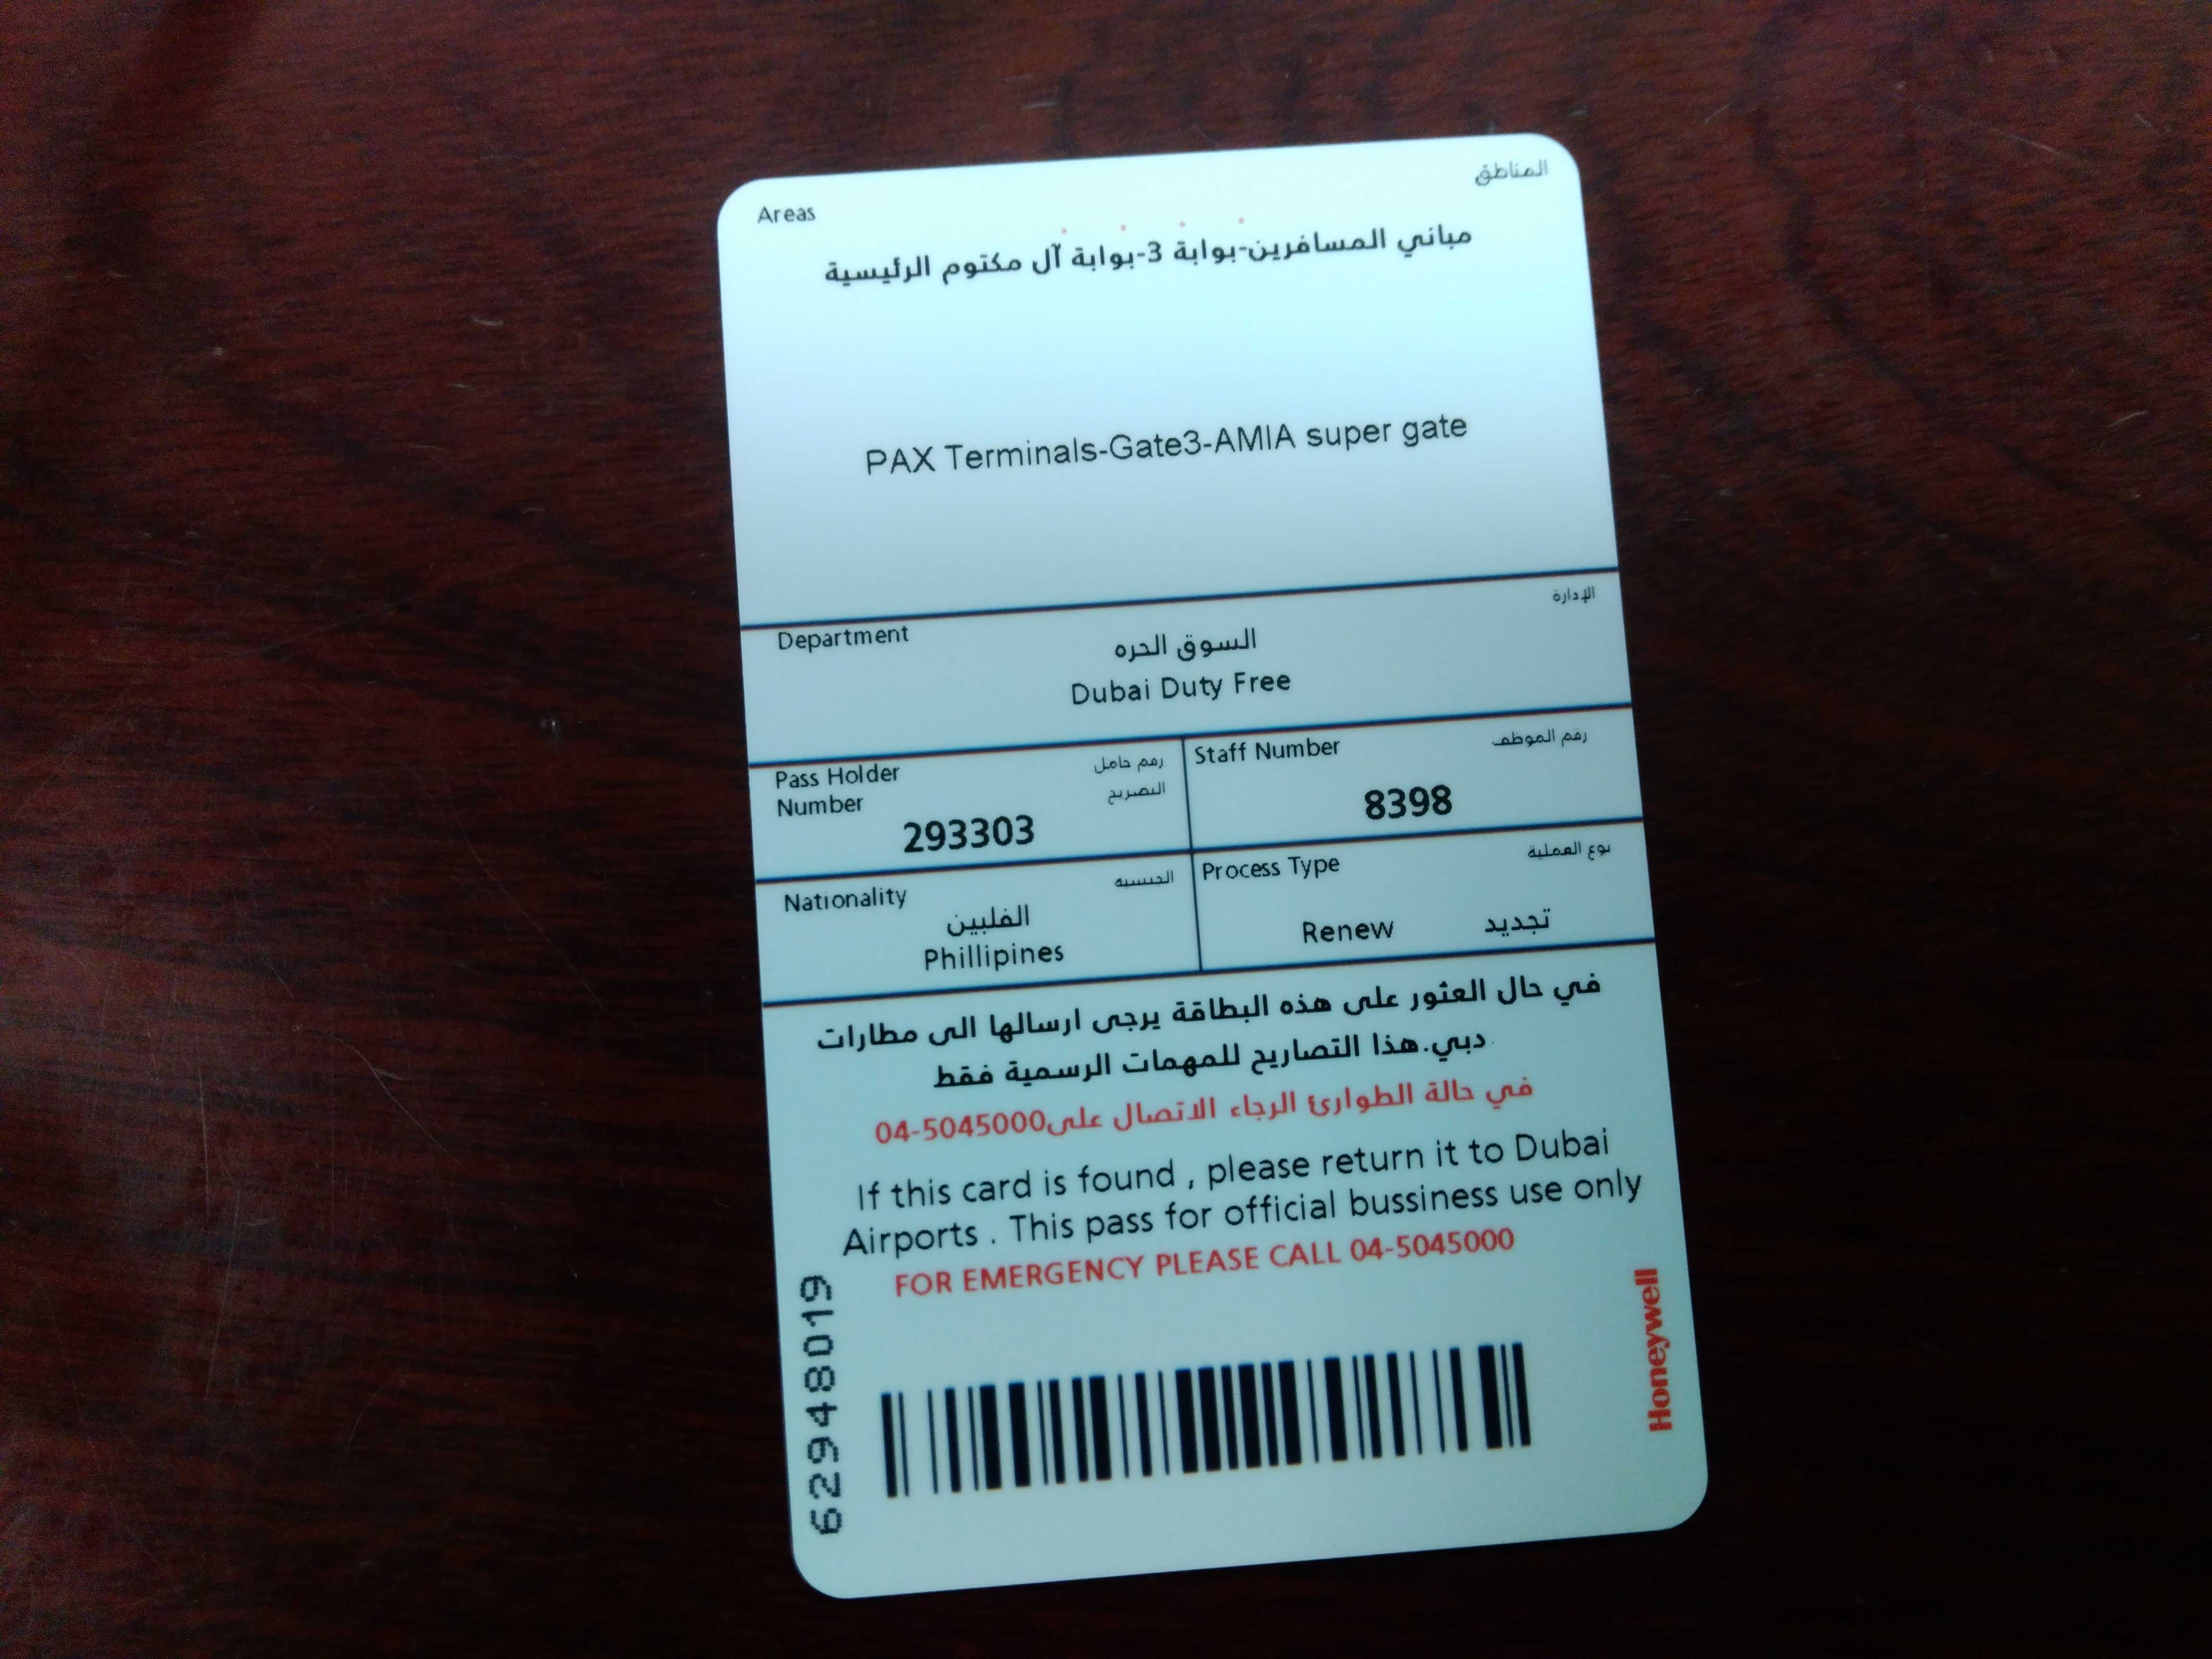 Areas
المناطق
مباني المسافرين-بوابة 3-بوابة آل مكتوم الرئيسية
PAX Terminals-Gate3-AMIA super gate
Department
الإدارة
السوق الحره
Dubai Duty Free
Pass Holder
رقم حامل
Number
التصريح
293303
Staff Number
رقم الموظف
8398
Nationality
الجنسية
الفلبين
Phillipines
Process Type
نوع العملية
Renew
تجديد
في حال العثور على هذه البطاقة يرجى ارسالها الى مطارات
دبي.هذا التصاريح للمهمات الرسمية فقط
في حالة الطوارئ الرجاء الاتصال على04-5045000
If this card is found , please return it to Dubai
Airports . This pass for official bussiness use only
FOR EMERGENCY PLEASE CALL 04-5045000
62948019
Honeywell